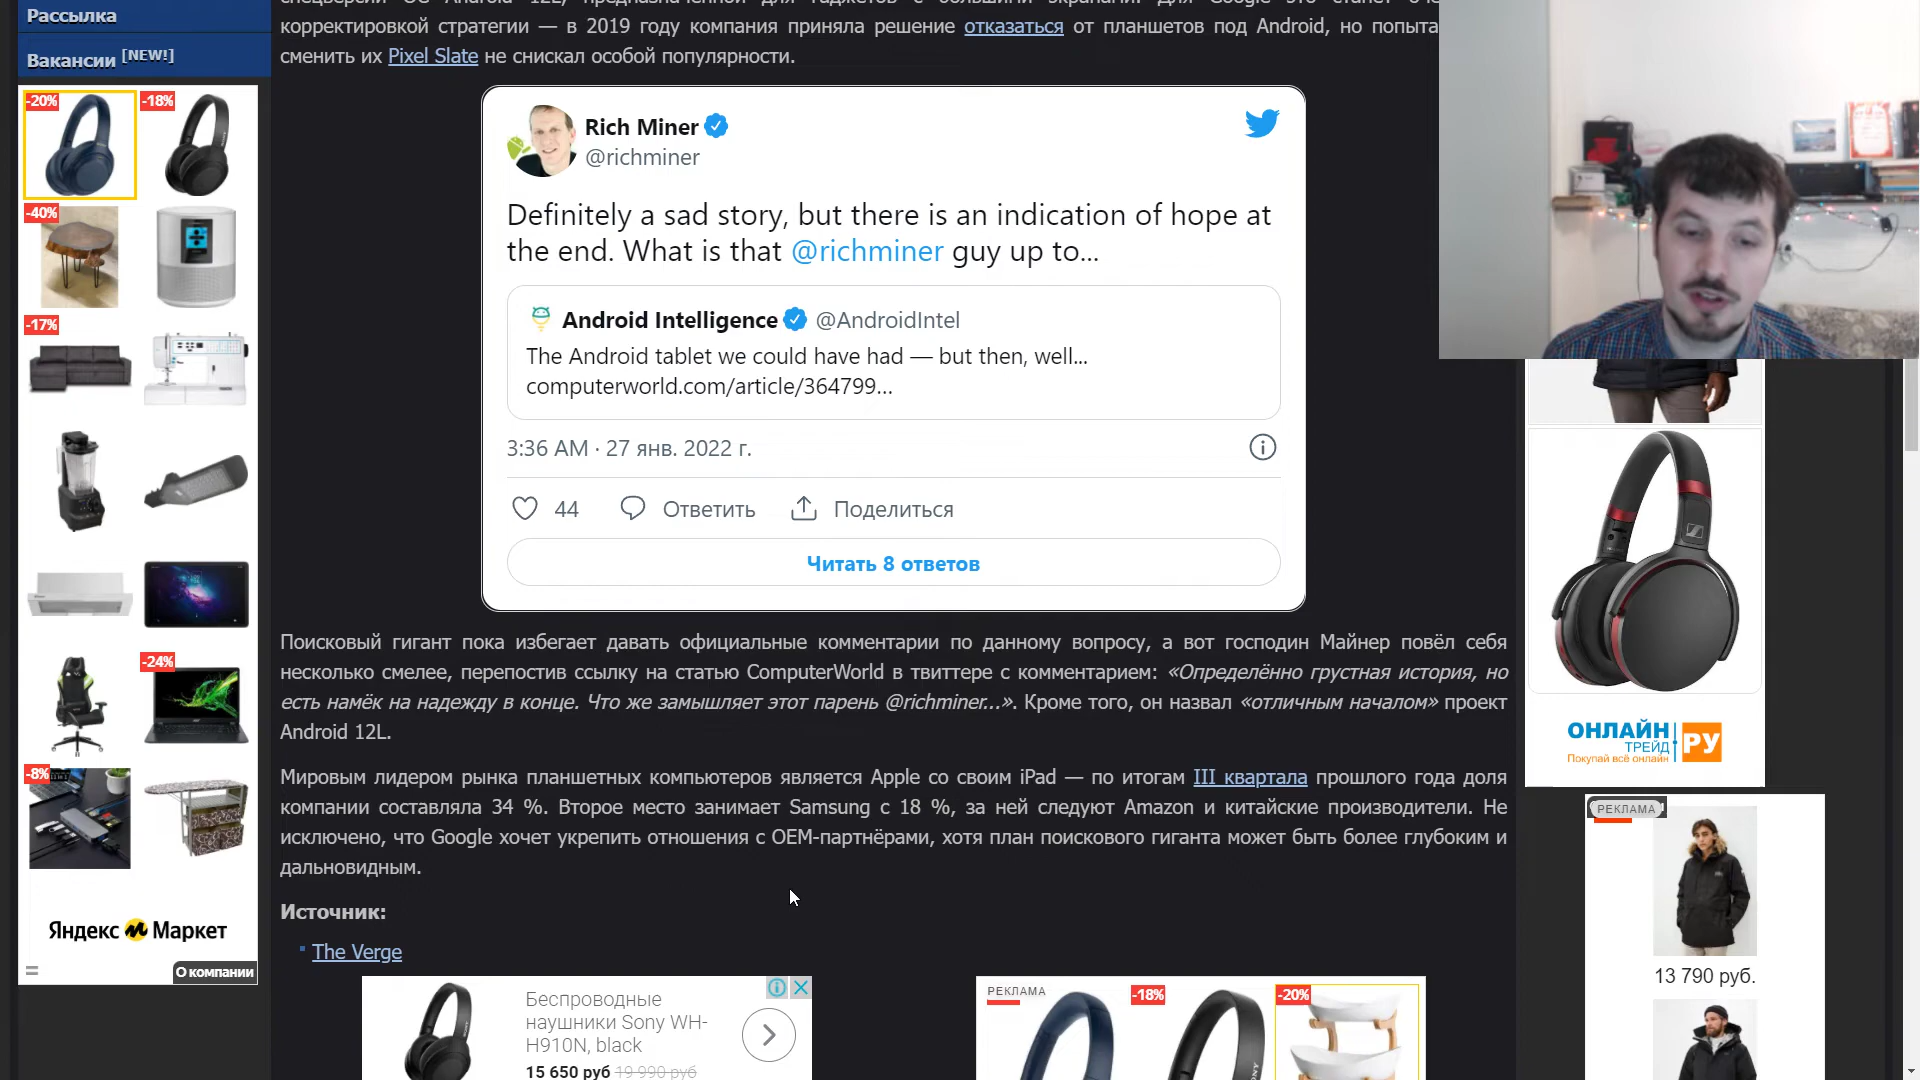 Рассылка
Вакансии [NEW!]
корректировкой стратегии — в 2019 году компания приняла решение отказаться от планшетов под Android, но попыта
сменить их Pixel Slate не снискал особой популярности.
-20%
-18%
-40%
-17%
-24%
-8%
Яндекс Маркет
О компании
Rich Miner
@richminer
Definitely a sad story, but there is an indication of hope at
the end. What is that @richminer guy up to...
Android Intelligence @AndroidIntel
The Android tablet we could have had — but then, well...
computerworld.com/article/364799...
3:36 AM · 27 янв. 2022 г.
44 Ответить Поделиться
Читать 8 ответов
Поисковый гигант пока избегает давать официальные комментарии по данному вопросу, а вот господин Майнер повёл себя
несколько смелее, перепостив ссылку на статью ComputerWorld в твиттере с комментарием: «Определённо грустная история, но
есть намёк на надежду в конце. Что же замышляет этот парень @richminer...». Кроме того, он назвал «отличным началом» проект
Android 12L.
Мировым лидером рынка планшетных компьютеров является Apple со своим iPad — по итогам III квартала прошлого года доля
компании составляла 34 %. Второе место занимает Samsung с 18 %, за ней следуют Amazon и китайские производители. Не
исключено, что Google хочет укрепить отношения с OEM-партнёрами, хотя план поискового гиганта может быть более глубоким и
дальновидным.
Источник:
The Verge
Беспроводные
наушники Sony WH-
H910N, black
15 650 руб 19 990 руб
РЕКЛАМА
-18%
-20%
ОНЛАЙН
ТРЕЙД
РУ
Покупай всё онлайн
РЕКЛАМА
13 790 руб.